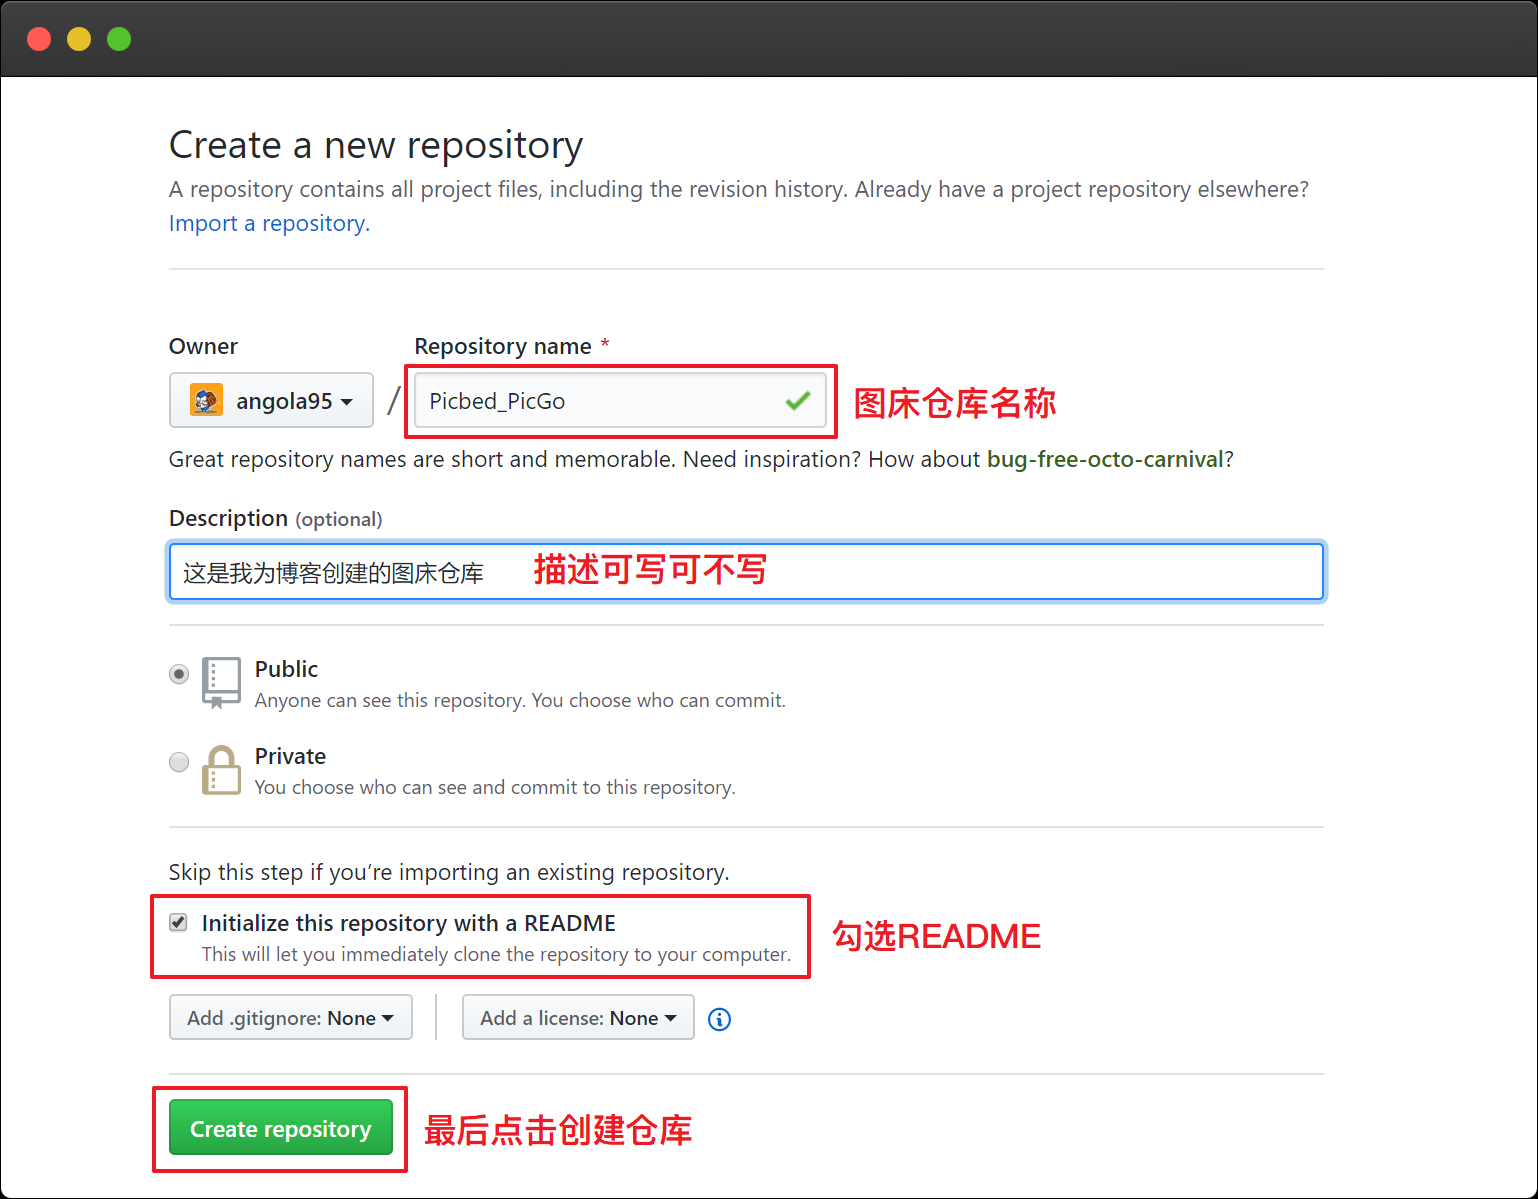 Create a new repository
A repository contains all project files, including the revision history. Already have a project repository elsewhere?
Import a repository.
Owner
Repository name *
angola95
/
Picbed_PicGo
图床仓库名称
Great repository names are short and memorable. Need inspiration? How about bug-free-octo-carnival?
Description (optional)
这是我为博客创建的图床仓库
描述可写可不写
Public
Anyone can see this repository. You choose who can commit.
Private
You choose who can see and commit to this repository.
Skip this step if you’re importing an existing repository.
Initialize this repository with a README
This will let you immediately clone the repository to your computer.
勾选README
Add .gitignore: None
Add a license: None
Create repository
最后点击创建仓库